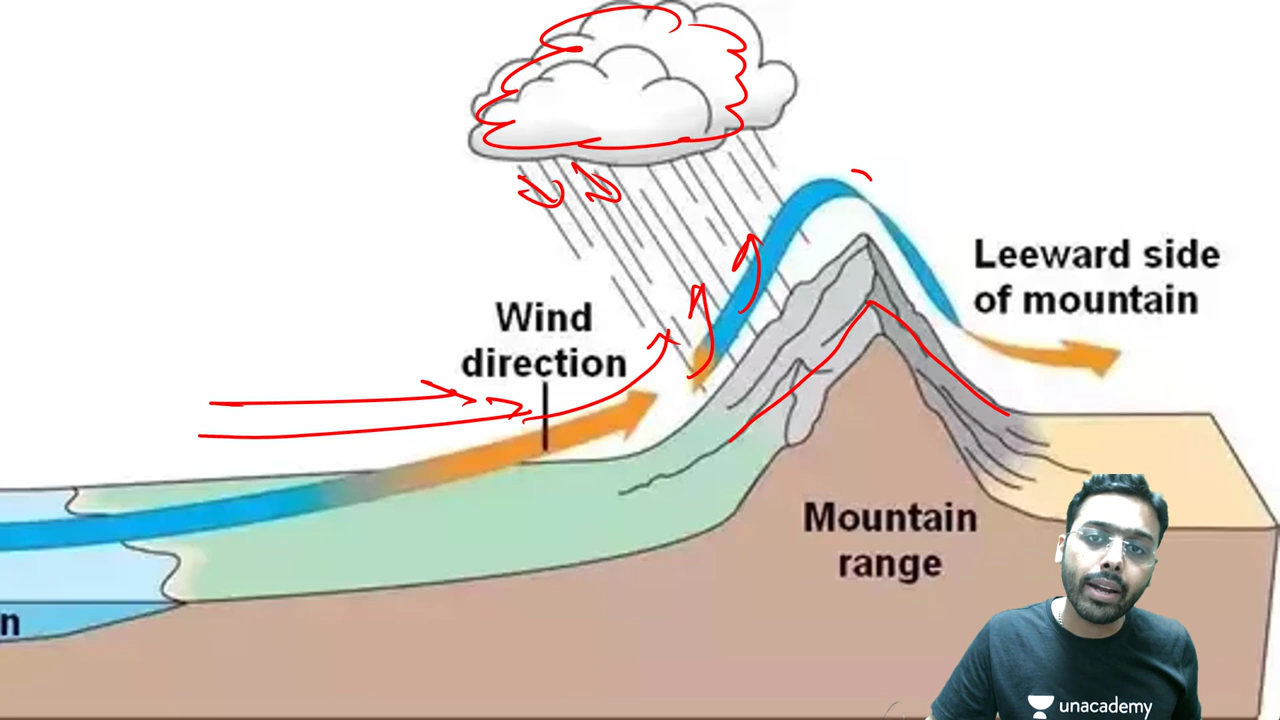 Wind
direction
Leeward side
of mountain
Mountain
range
n
unacademy